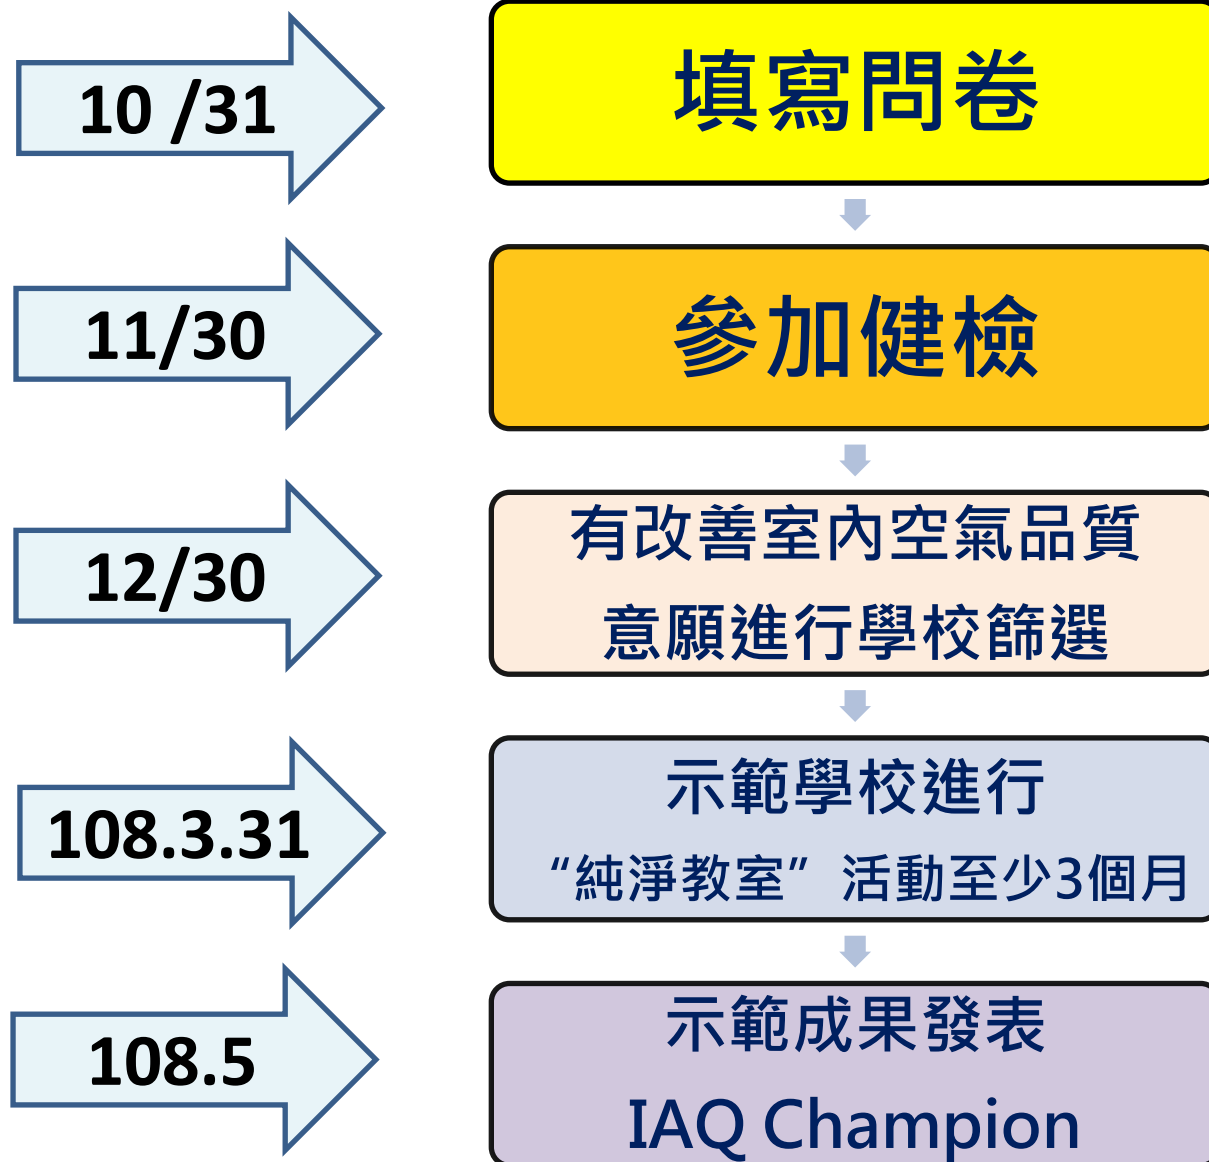 10 /31
填寫問卷
11/30
參加健檢
12/30
有改善室內空氣品質
意願進行學校篩選
108.3.31
示範學校進行
“純淨教室”活動至少3個月
108.5
示範成果發表
IAQ Champion